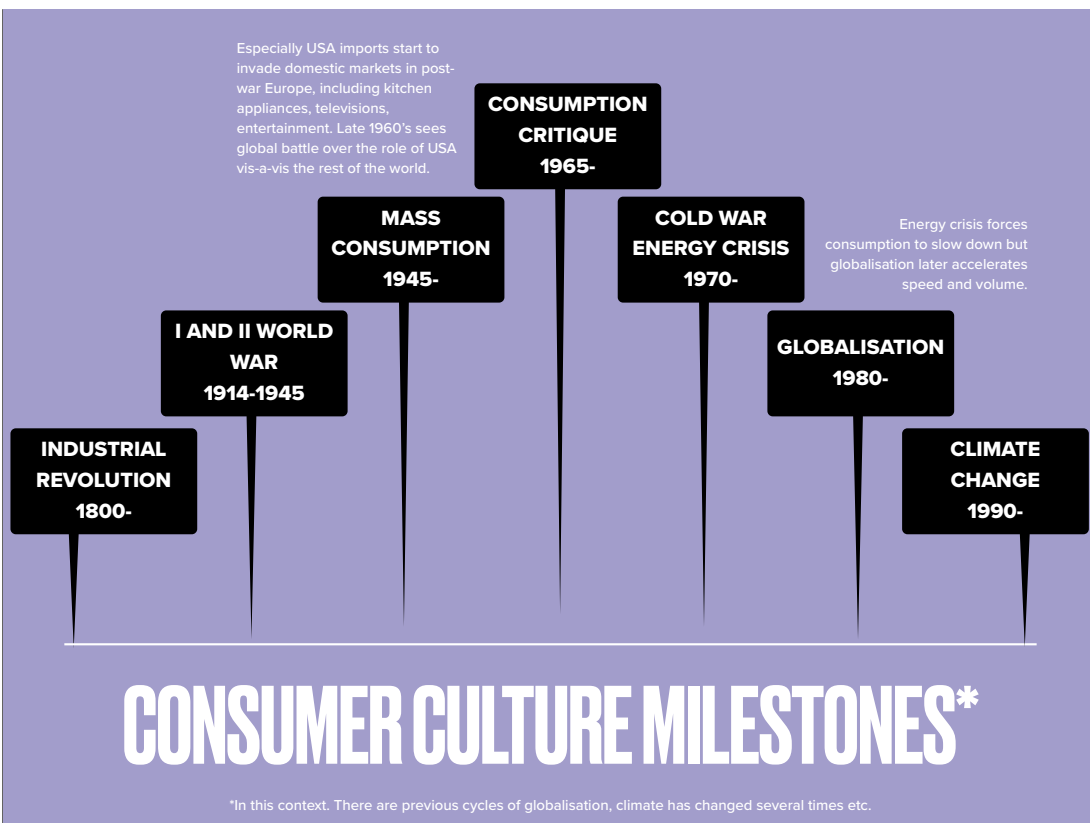 Especially USA imports start to
invade domestic markets in post-
war Europe, including kitchen
appliances, televisions,
entertainment. Late 1960's sees
global battle over the role of USA
vis-a-vis the rest of the world.
CONSUMPTION
CRITIQUE
1965-
MASS
CONSUMPTION
1945-
COLD WAR
ENERGY CRISIS
1970-
Energy crisis forces
consumption to slow down but
globalisation later accelerates
speed and volume.
I AND II WORLD
WAR
1914-1945
GLOBALISATION
1980-
INDUSTRIAL
REVOLUTION
1800-
CLIMATE
CHANGE
1990-
CONSUMER CULTURE MILESTONES*
*In this context. There are previous cycles of globalisation, climate has changed several times etc.